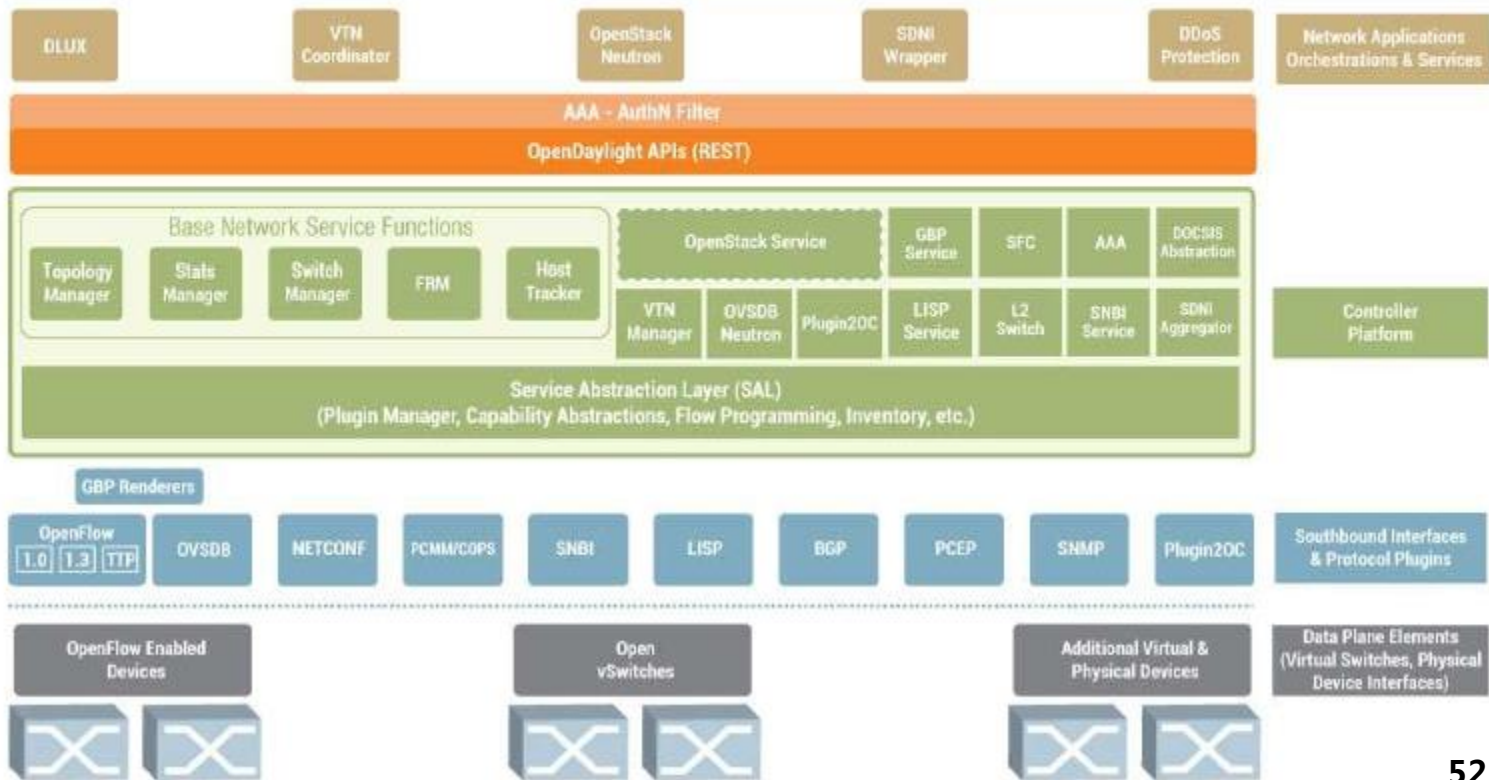 DLUX
VTN
Coordinator
OpenStack
Neutron
SDNI
Wrapper
DDoS
Protection
Network Applications
Orchestrations & Services
AAA - AuthN Filter
OpenDaylight APIs (REST)
Base Network Service Functions
Topology
Manager
Stats
Manager
Switch
Manager
FRM
Host
Tracker
OpenStack Service
GBP
Service
SFC
AAA
DOCSIS
Abstraction
VTN
Manager
OVSDB
Neutron
Plugin2OC
LISP
Service
L2
Switch
SNBI
Service
SDNI
Aggregator
Controller
Platform
Service Abstraction Layer (SAL)
(Plugin Manager, Capability Abstractions, Flow Programming, Inventory, etc.)
GBP Renderers
OpenFlow
1.0 1.3 TTP
OVSDB
NETCONF
PCMM/COPS
SNBI
LISP
BGP
PCEP
SNMP
Plugin2OC
Southbound Interfaces
& Protocol Plugins
OpenFlow Enabled
Devices
Open
vSwitches
Additional Virtual &
Physical Devices
Data Plane Elements
(Virtual Switches, Physical
Device Interfaces)
52